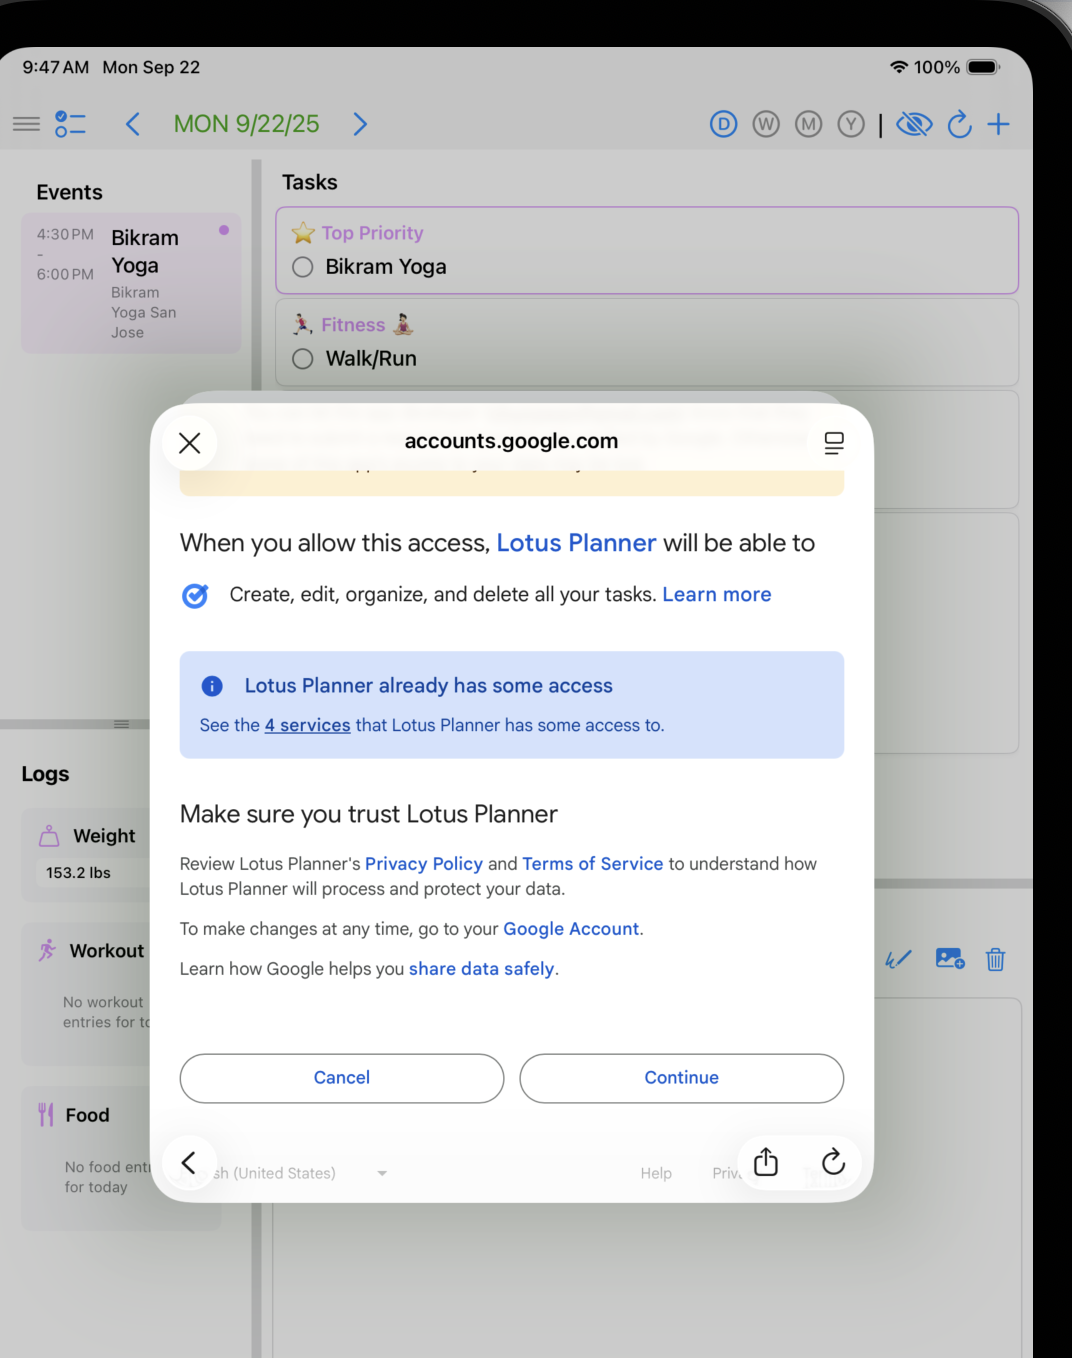 9:47 AM Mon Sep 22
100%
MON 9/22/25
D W M Y
Events
4:30 PM
-
6:00 PM
Bikram
Yoga
Bikram
Yoga San
Jose
Tasks
⭐ Top Priority
Bikram Yoga
Fitness
Walk/Run
accounts.google.com
When you allow this access, Lotus Planner will be able to
Create, edit, organize, and delete all your tasks. Learn more
Lotus Planner already has some access
See the 4 services that Lotus Planner has some access to.
Make sure you trust Lotus Planner
Review Lotus Planner's Privacy Policy and Terms of Service to understand how
Lotus Planner will process and protect your data.
To make changes at any time, go to your Google Account.
Learn how Google helps you share data safely.
Cancel
Continue
(United States)
Help
Logs
Weight
153.2 lbs
Workout
No workout
entries for
Food
No food
for today